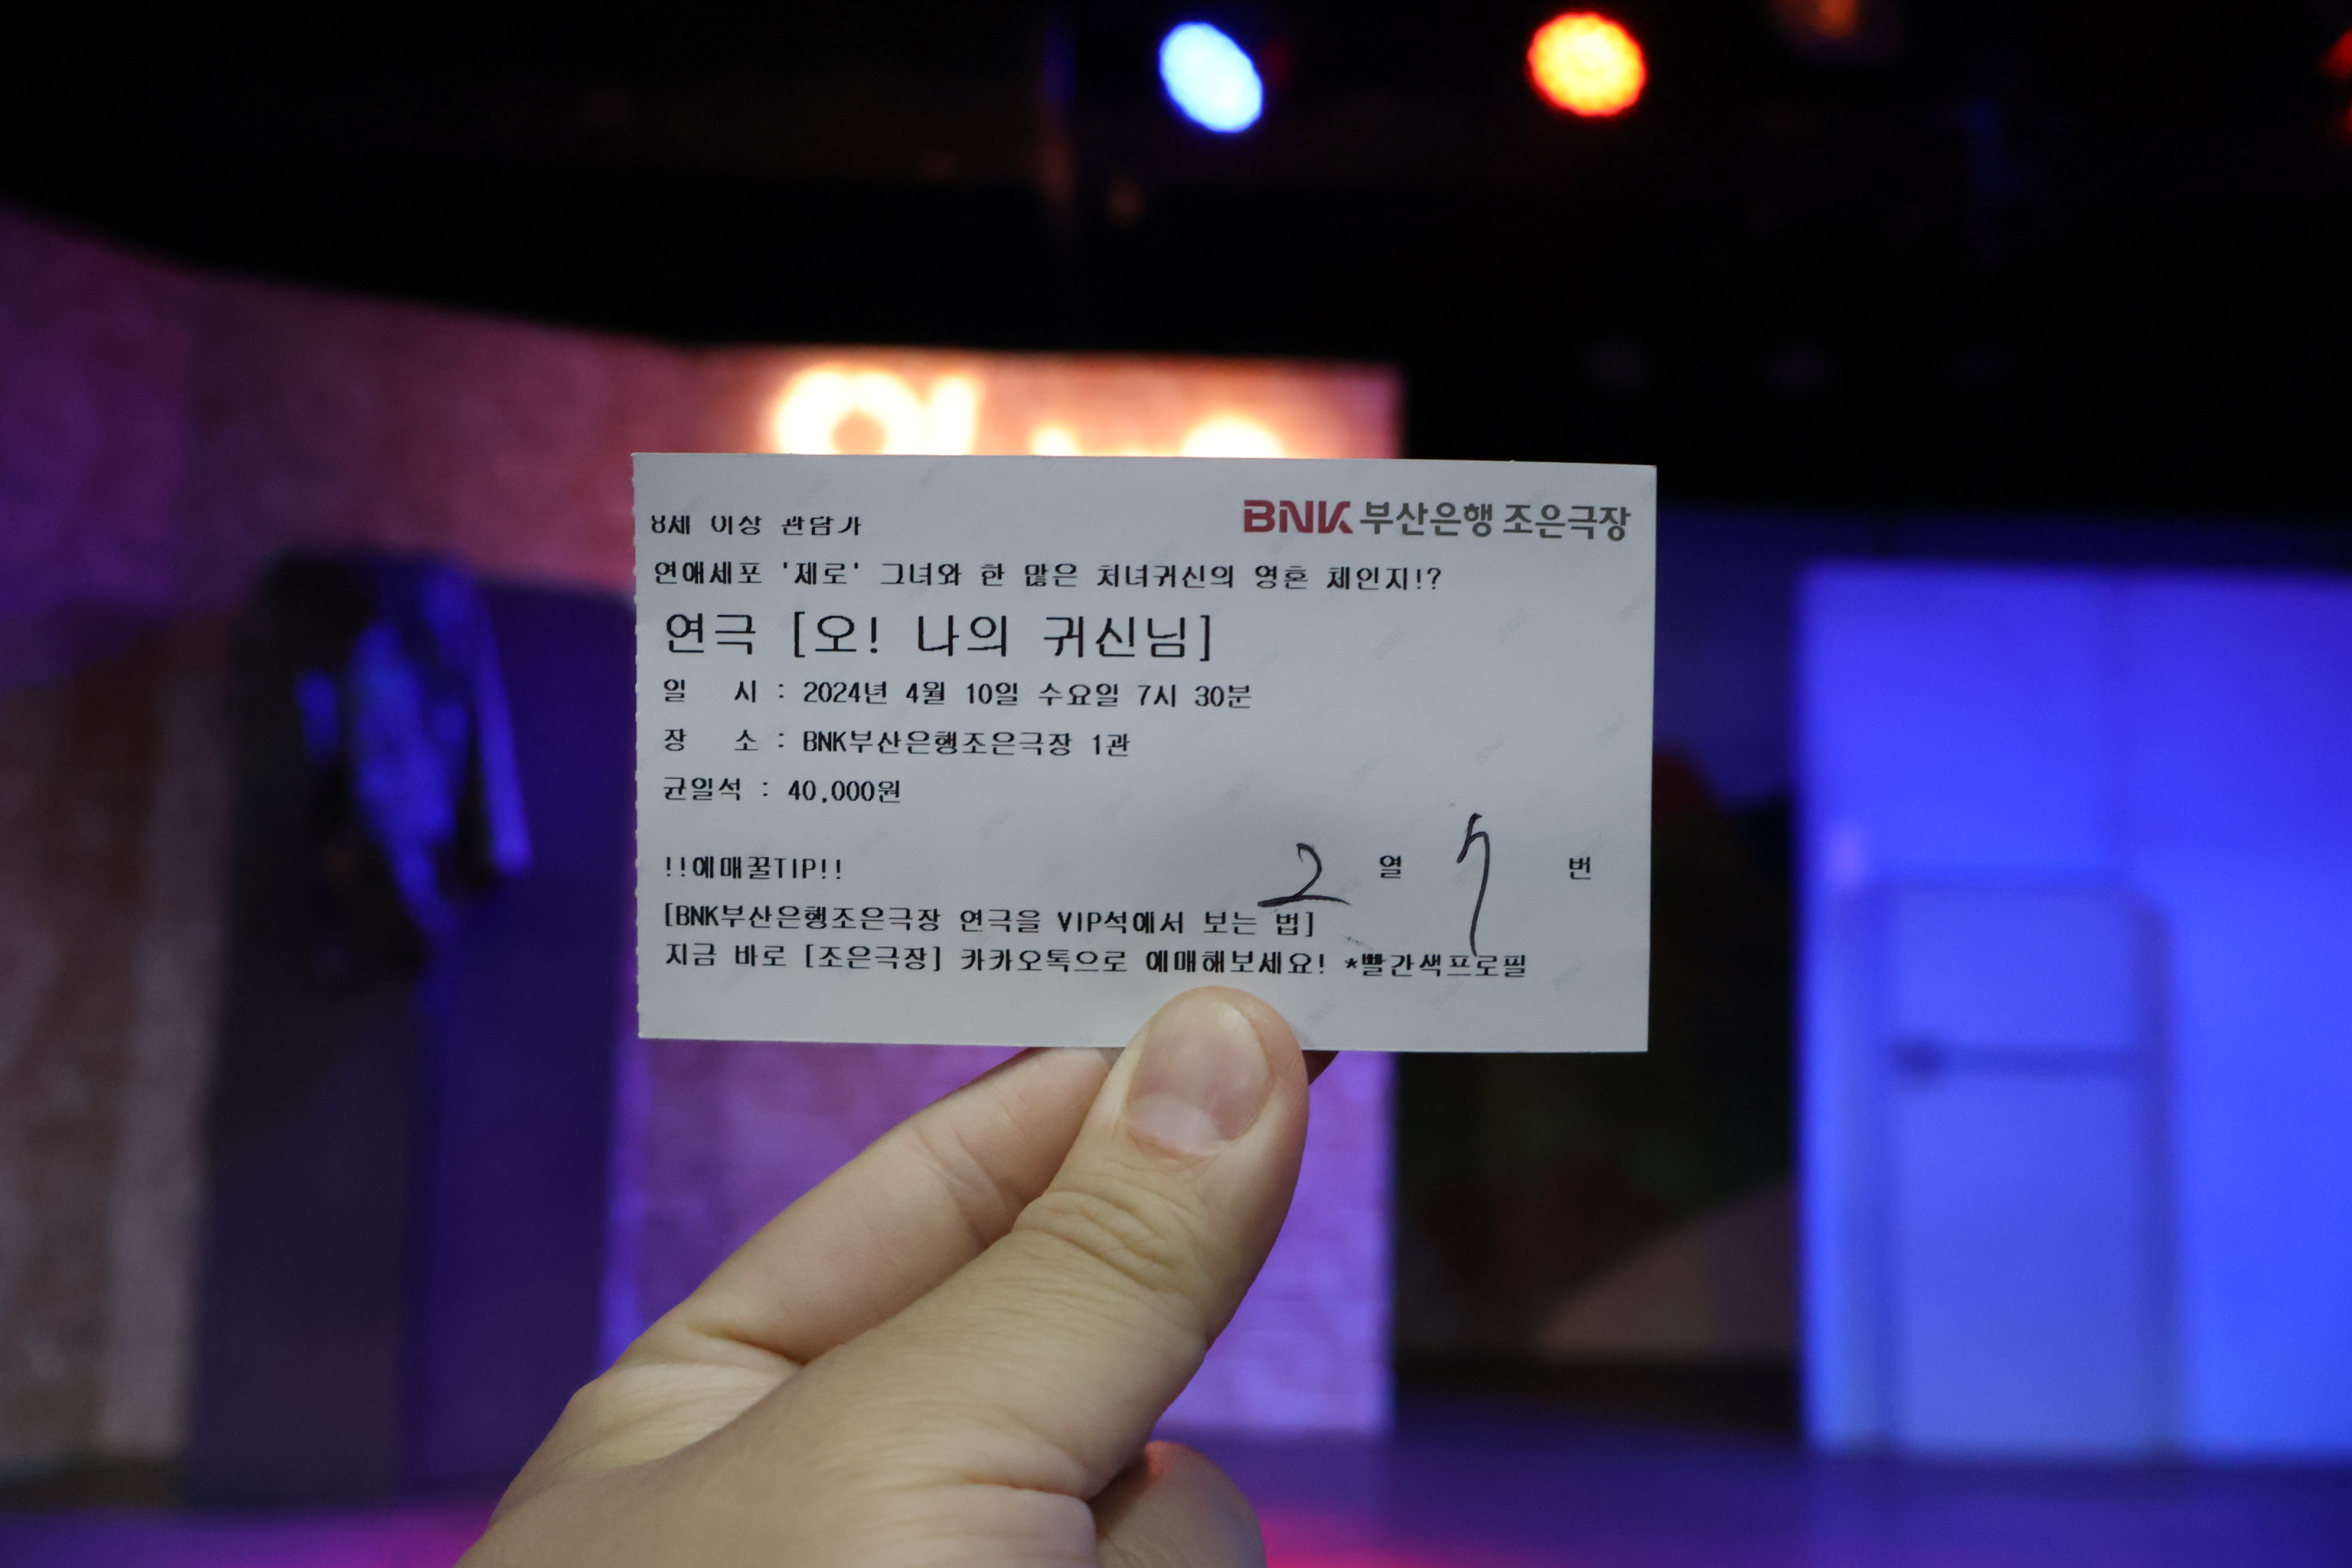 8세 이상 관람가
BNK 부산은행 조은극장
연애세포 '제로' 그녀와 한 많은 처녀귀신의 영혼 체인지!?
연극 [오! 나의 귀신님]
일 시 : 2024년 4월 10일 수요일 7시 30분
장 소 : BNK부산은행조은극장 1관
균일석 : 40,000원
2 열 7 번
!!예매꿀TIP!!
[BNK부산은행조은극장 연극을 VIP석에서 보는 법]
지금 바로 [조은극장] 카카오톡으로 예매해보세요! *빨간색프로필